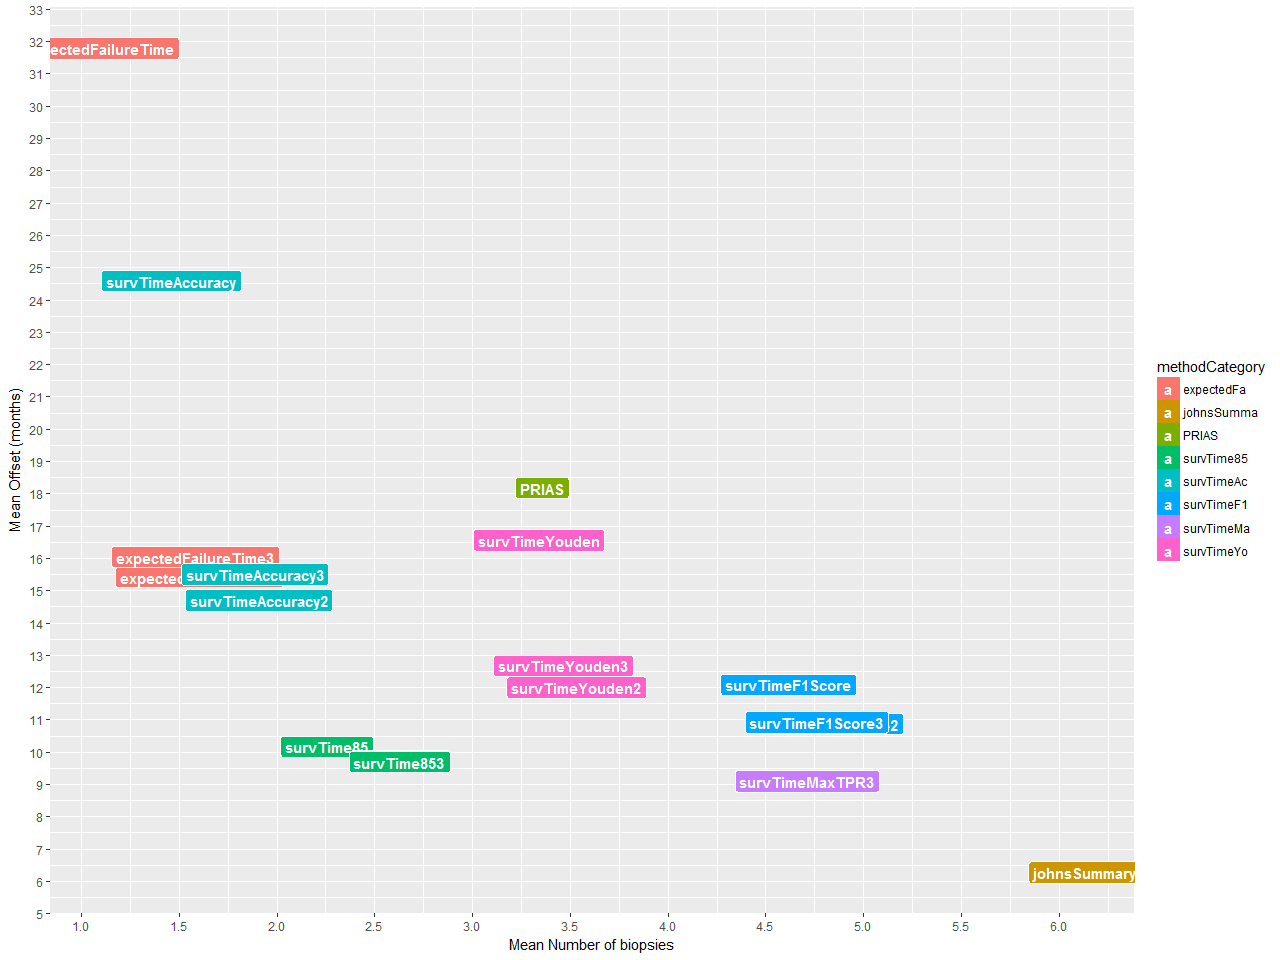 33
32
31
30
29
28
27
26
25
24
23
22
21
20
19
18
17
16
15
14
13
12
11
10
9
8
7
6
5
Mean Offset (months)
ectedFailureTime
survTimeAccuracy
PRIAS
survTimeYouden
expectedFailureTime3
expected
survTimeAccuracy3
survTimeAccuracy2
survTimeYouden3
survTimeYouden2
survTimeF1Score
survTimeF1Score3
2
survTime85
survTime853
survTimeMaxTPR3
johnsSummary
1.0 1.5 2.0 2.5 3.0 3.5 4.0 4.5 5.0 5.5 6.0
Mean Number of biopsies
methodCategory
a expectedFa
a johnsSumma
a PRIAS
a survTime85
a survTimeAc
a survTimeF1
a survTimeMa
a survTimeYo